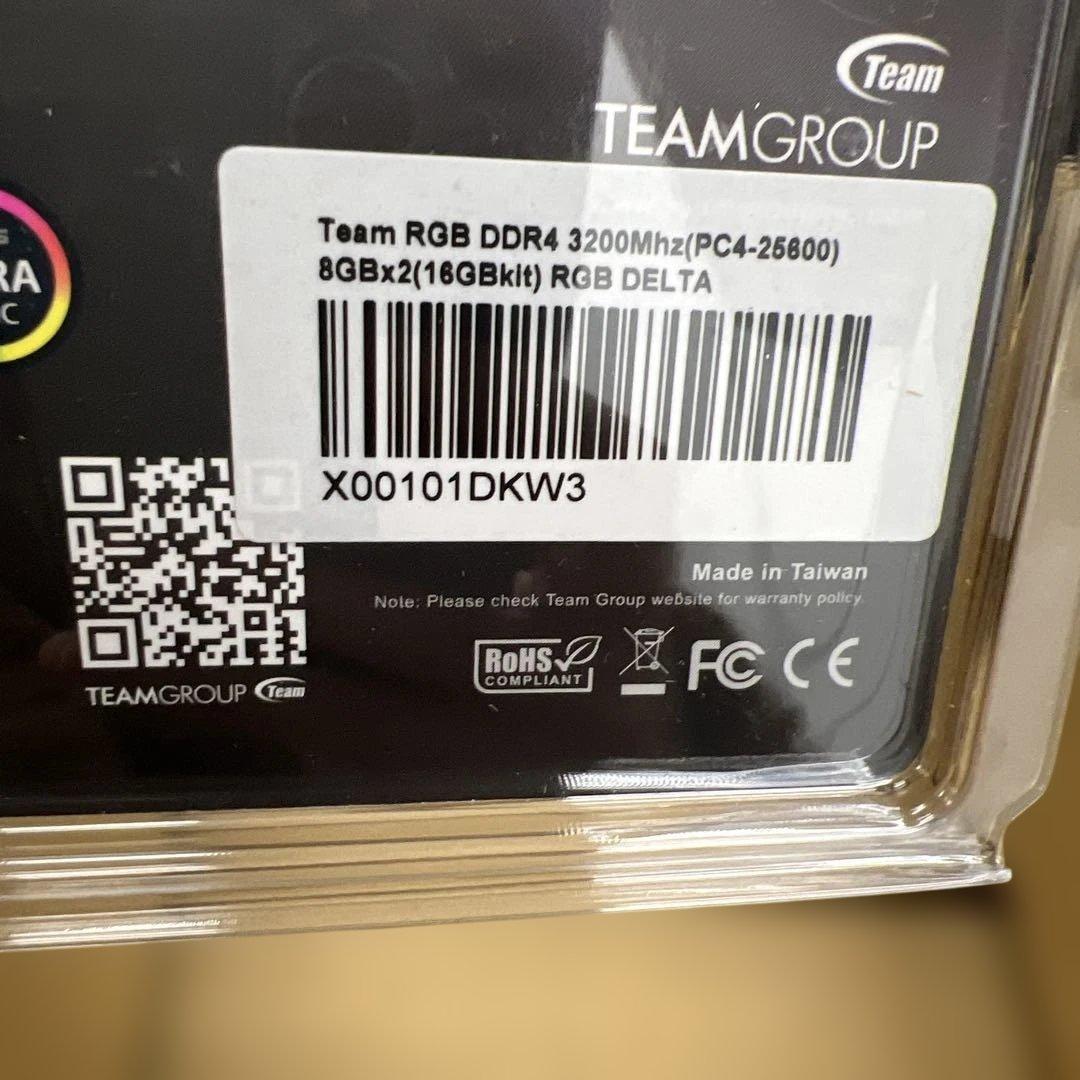 Team
TEAMGROUP
Team RGB DDR4 3200Mhz(PC4-25600)
8GBx2(16GBkit) RGB DELTA
X00101DKW3
RA
C
Made in Taiwan
Note: Please check Team Group website for warranty policy.
RoHS
COMPLIANT
FC CE
TEAMGROUP Team